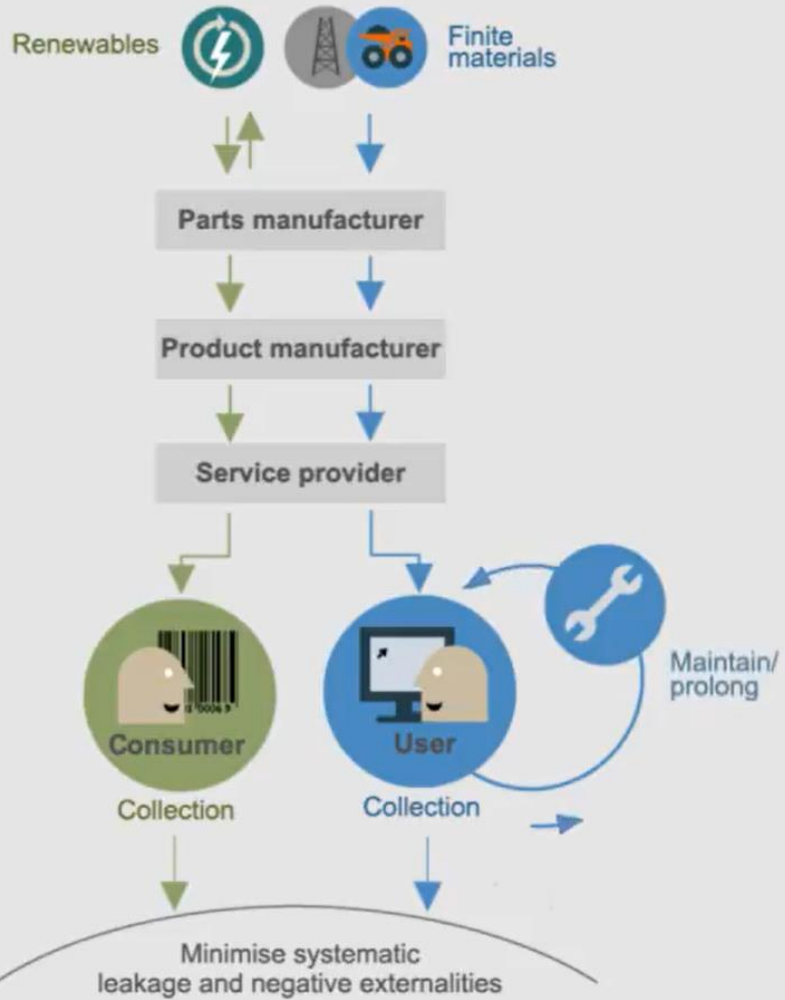 Renewables
Finite
materials
Parts manufacturer
Product manufacturer
Service provider
Maintain/
prolong
Consumer
User
Collection
Collection
Minimise systematic
leakage and negative externalities